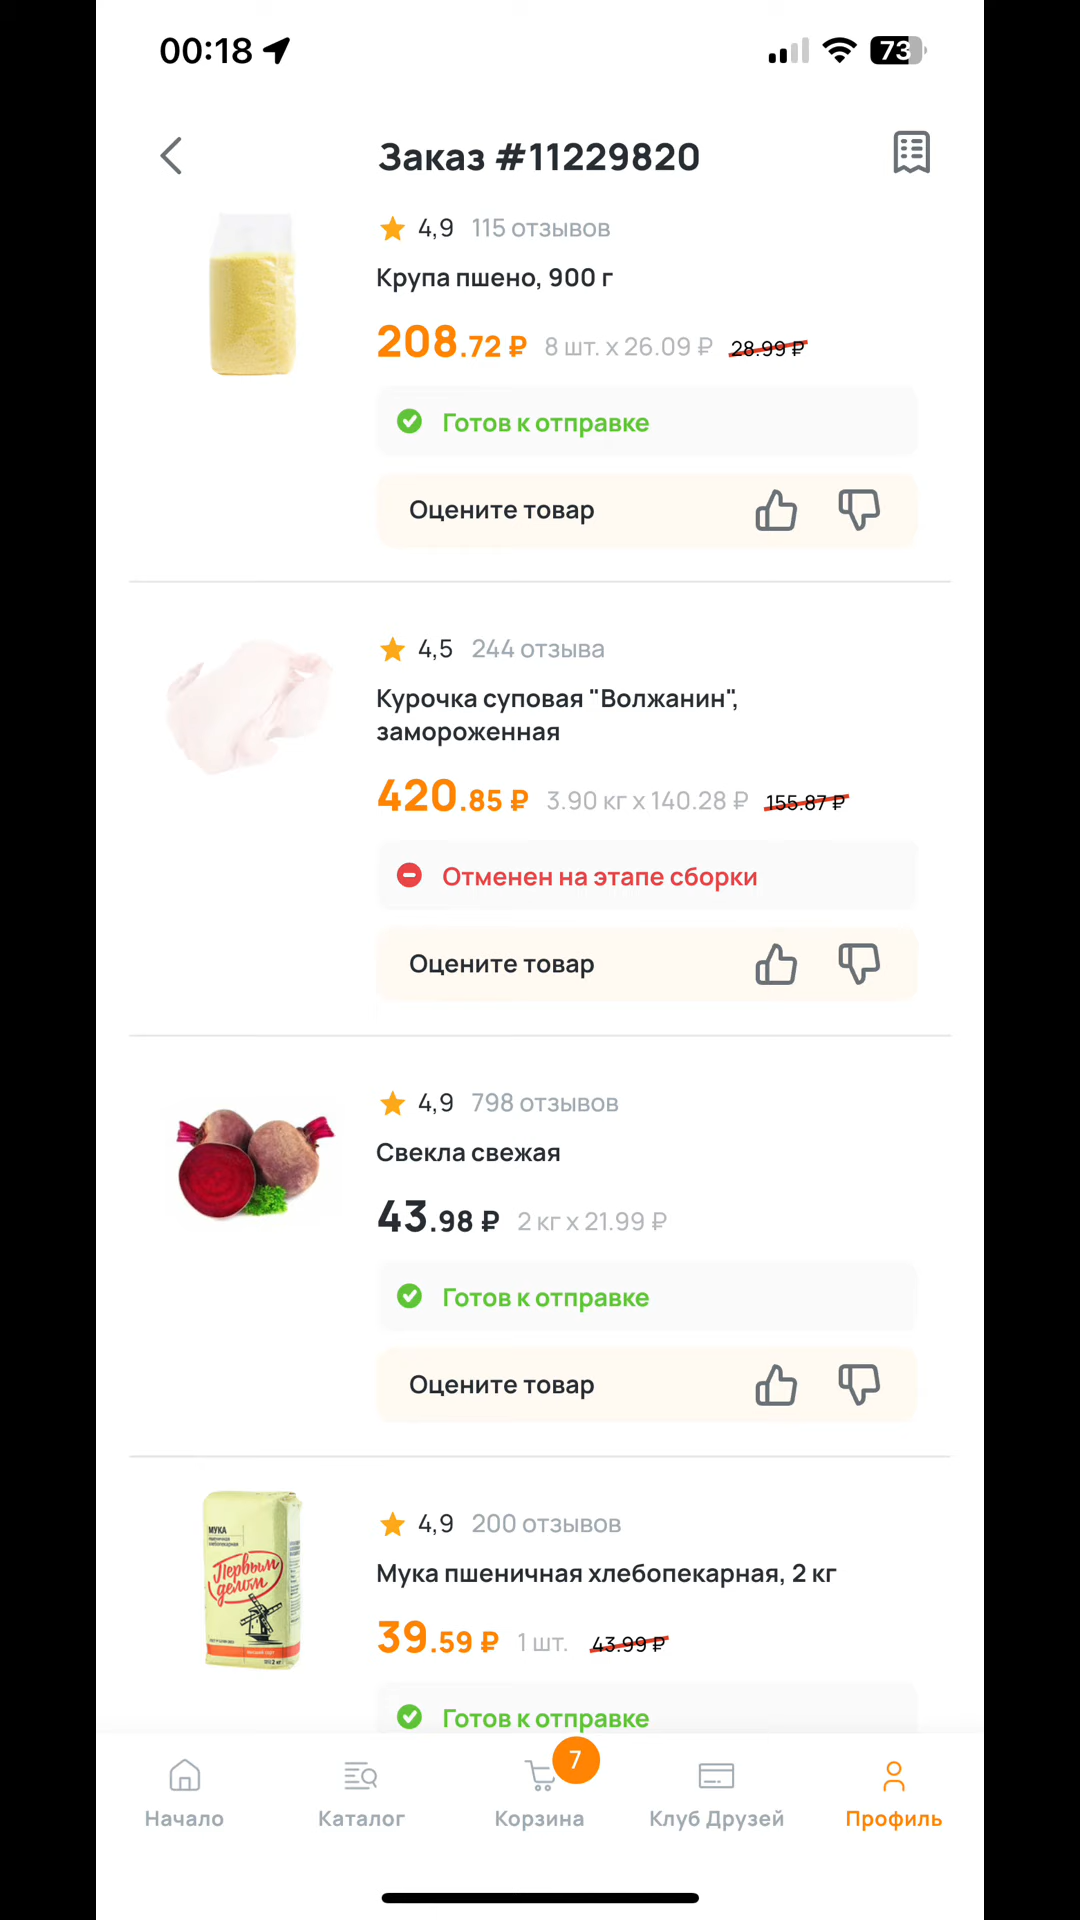 00:18
73
Заказ #11229820
4,9 115 отзывов
Крупа пшено, 900 г
208.72 ₽ 8 шт. х 26.09 ₽ 28.99 ₽
Готов к отправке
Оцените товар
4,5 244 отзыва
Курочка суповая "Волжанин",
замороженная
420.85 ₽ 3.90 кг х 140.28 ₽ 155.87 ₽
Отменен на этапе сборки
Оцените товар
4,9 798 отзывов
Свекла свежая
43.98 ₽ 2 кг х 21.99 ₽
Готов к отправке
Оцените товар
МУКА
Первым
делом
4,9 200 отзывов
Мука пшеничная хлебопекарная, 2 кг
39.59 ₽ 1 шт. 43.99 ₽
Готов к отправке
7
Начало
Каталог
Корзина
Клуб Друзей
Профиль